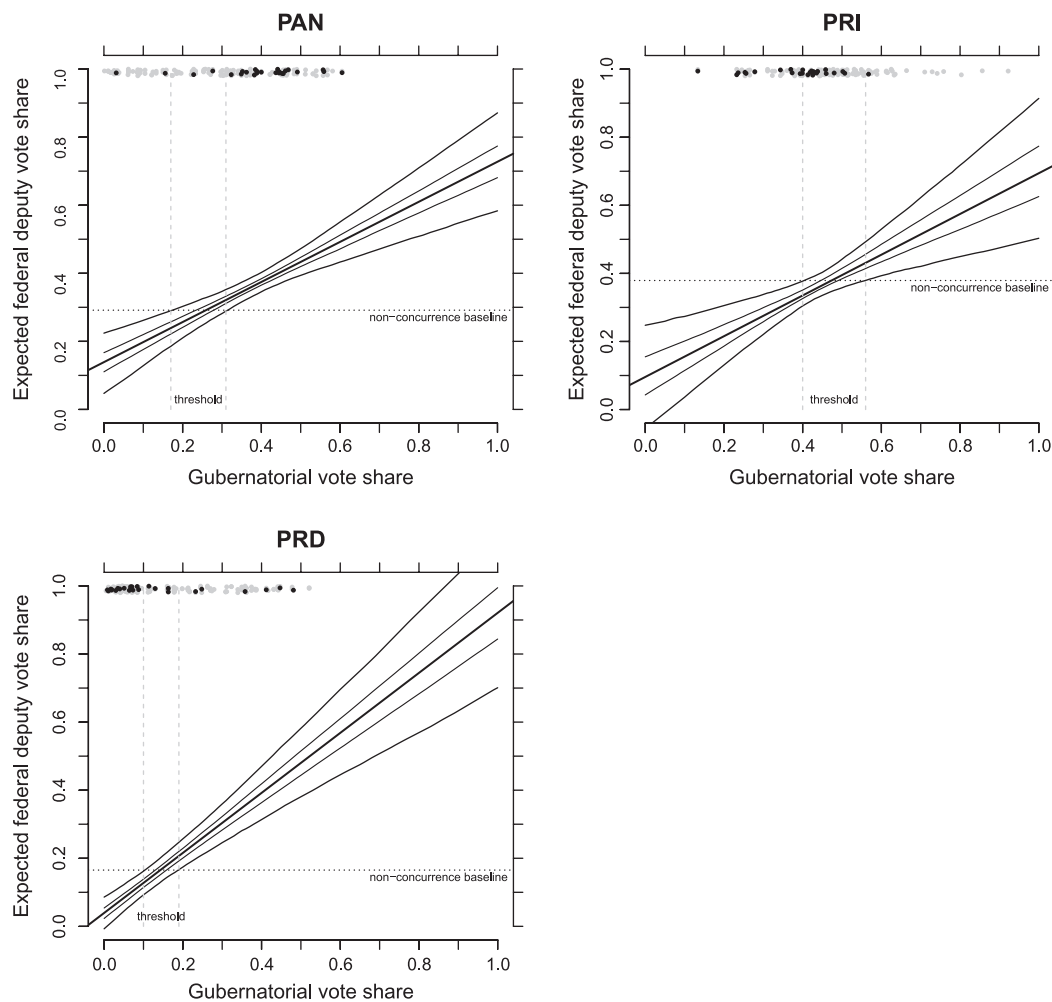 PAN
Expected federal deputy vote share
1.0
0.8
0.6
0.4
0.2
0.0
non−concurrence baseline
threshold
0.0 0.2 0.4 0.6 0.8 1.0
Gubernatorial vote share
PRI
Expected federal deputy vote share
1.0
0.8
0.6
0.4
0.2
0.0
non−concurrence baseline
threshold
0.0 0.2 0.4 0.6 0.8 1.0
Gubernatorial vote share
PRD
Expected federal deputy vote share
1.0
0.8
0.6
0.4
0.2
0.0
non−concurrence baseline
threshold
0.0 0.2 0.4 0.6 0.8 1.0
Gubernatorial vote share